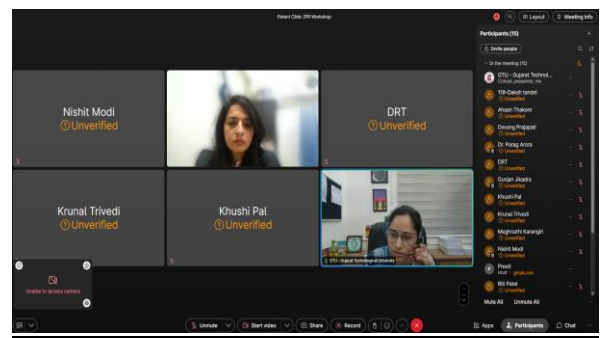 Patent Clinic: IPR Workshop
Layout
Meeting info
Participants (15)
Invite people
In the meeting (15)
GTU - Gujarat Technol...
Cohost, presenter, me
110-Daksh tandel
Unverified
Ahaan Thakore
Unverified
Devang Prajapati
Unverified
Dr. Parag Arora
Unverified
DRT
Unverified
Gunjan Jikadra
Unverified
Khushi Pal
Unverified
Krunal Trivedi
Unverified
Meghnathi Karangiri
Unverified
Nishit Modi
Unverified
Preeti
Host gmail.com
Unverified
Mute All Unmute All
Nishit Modi
Unverified
DRT
Unverified
Krunal Trivedi
Unverified
Khushi Pal
Unverified
GTU - Gujarat Technological University
Unable to access camera
Unmute
Start video
Share
Record
Apps
Participants
Chat